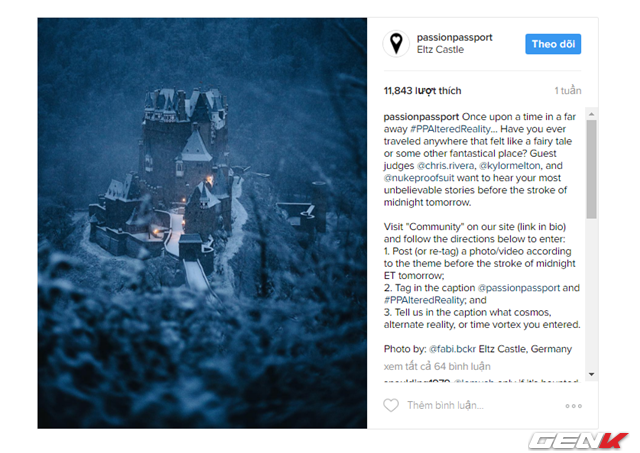 passionpassport
Eltz Castle
Theo dõi
11,843 lượt thích
1 tuần
passionpassport Once upon a time in a far
away #PPAlteredReality... Have you ever
traveled anywhere that felt like a fairy tale
or some other fantastical place? Guest
judges @chris.rivera, @kylormelton, and
@nukeproofsuit want to hear your most
unbelievable stories before the stroke of
midnight tomorrow.
Visit "Community" on our site (link in bio)
and follow the directions below to enter:
1. Post (or re-tag) a photo/video according
to the theme before the stroke of midnight
ET tomorrow;
2. Tag in the caption @passionpassport and
#PPAlteredReality; and
3. Tell us in the caption what cosmos,
alternate reality, or time vortex you entered.
Photo by: @fabi.bckr Eltz Castle, Germany
xem tất cả 64 bình luận
only if it's haunted
Thêm bình luận...
GENK